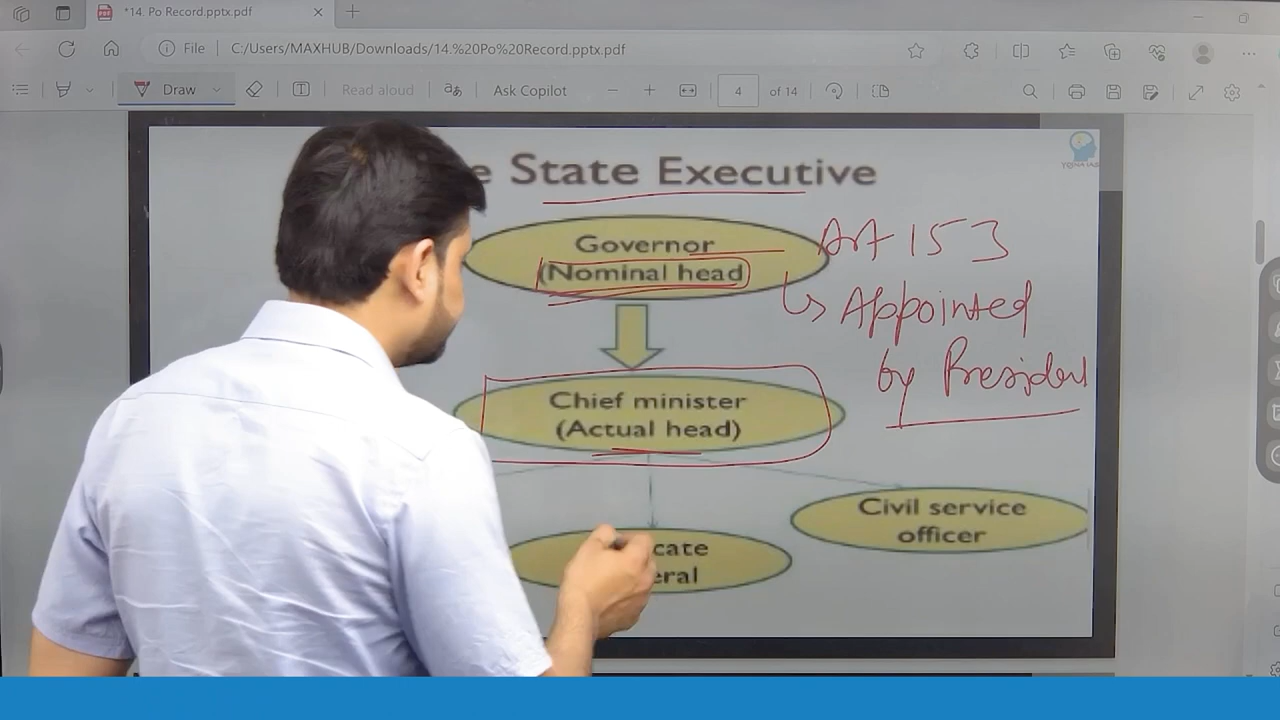 *14. Po Record.pptx.pdf
File
C:/Users/MAXHUB/Downloads/14.%20Po%20Record.pptx.pdf
Draw
Read aloud
Ask Copilot
4 of 14
e State Executive
Governor
(Nominal head
Art 153
Appointed
by President
Chief minister
(Actual head)
Civil service
officer
cate
eral